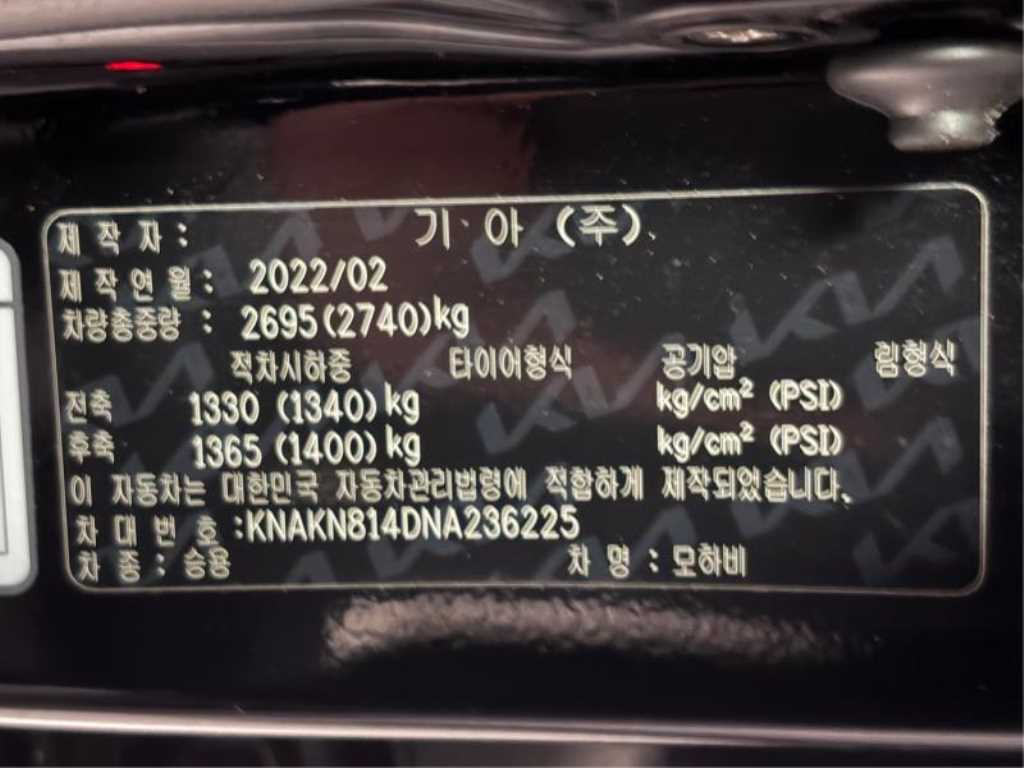 제 작 자 : 기 아 (주)
제 작 연 월 : 2022/02
차량총중량 : 2695(2740)kg
적차시하중 타이어형식 공기압 림형식
전축 1330 (1340) kg kg/cm² (PSI)
후축 1365 (1400) kg kg/cm² (PSI)
이 자동차는 대한민국 자동차관리법령에 적합하게 제작되었습니다.
차 대 번 호 :KNAKN814DNA236225
차 종 : 승용 차 명 : 모하비